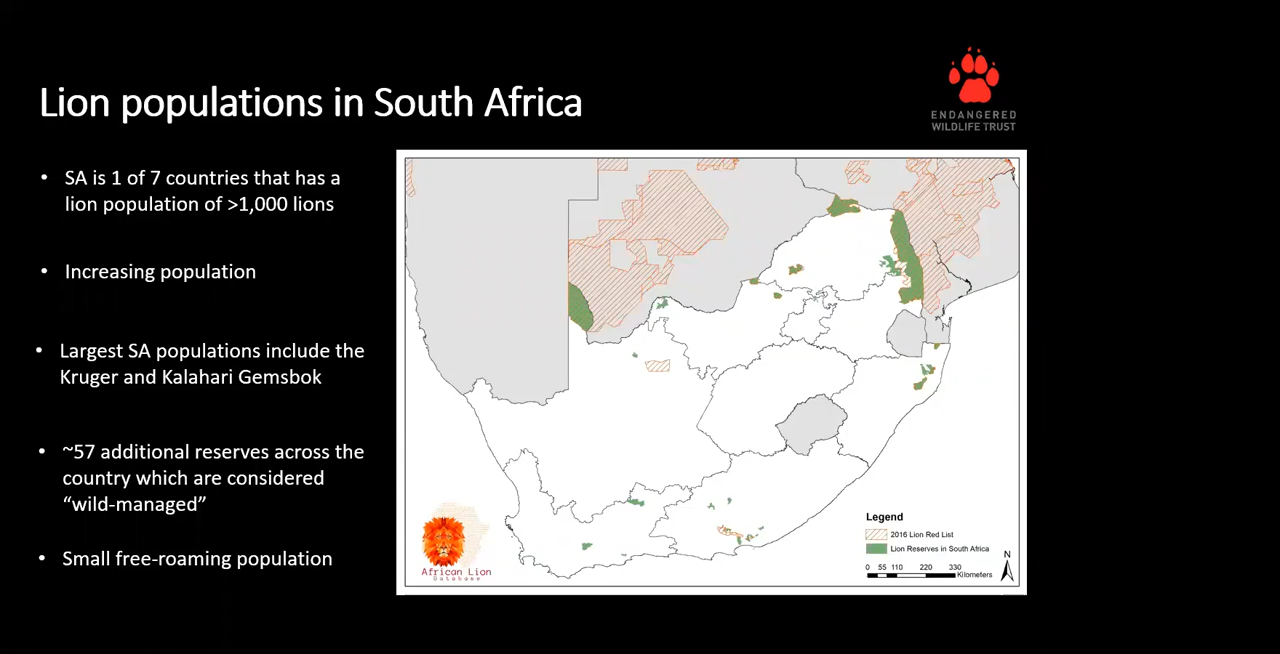 Lion populations in South Africa
ENDANGERED
WILDLIFE TRUST
• SA is 1 of 7 countries that has a
lion population of >1,000 lions
• Increasing population
• Largest SA populations include the
Kruger and Kalahari Gemsbok
• ~57 additional reserves across the
country which are considered
“wild-managed”
• Small free-roaming population
African Lion
Database
Legend
2016 Lion Red List
Lion Reserves in South Africa
0 55 110 220 330
Kilometers
N